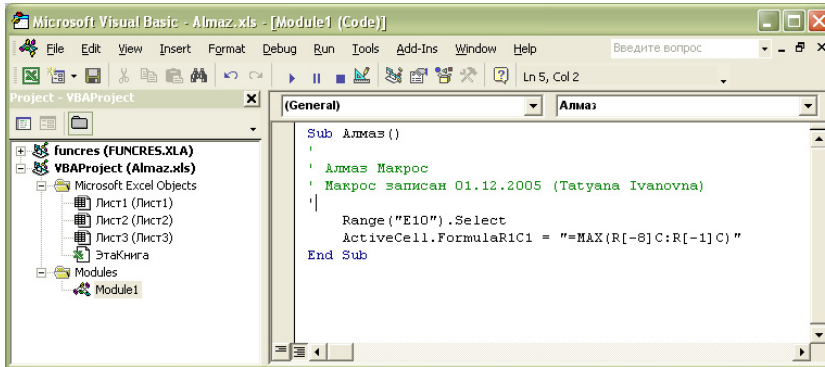 Microsoft Visual Basic - Almaz.xls - [Module1 (Code)]
File Edit View Insert Format Debug Run Tools Add-Ins Window Help Введите вопрос
Ln 5, Col 2
Project - VBAProject
(General) Алмаз
funcres (FUNCRES.XLA)
VBAProject (Almaz.xls)
Microsoft Excel Objects
Лист1 (Лист1)
Лист2 (Лист2)
Лист3 (Лист3)
ЭтаКнига
Modules
Module1
Sub Алмаз()
'
' Алмаз Макрос
' Макрос записан 01.12.2005 (Tatyana Ivanovna)
'
Range("E10").Select
ActiveCell.FormulaR1C1 = "=MAX(R[-8]C:R[-1]C)"
End Sub